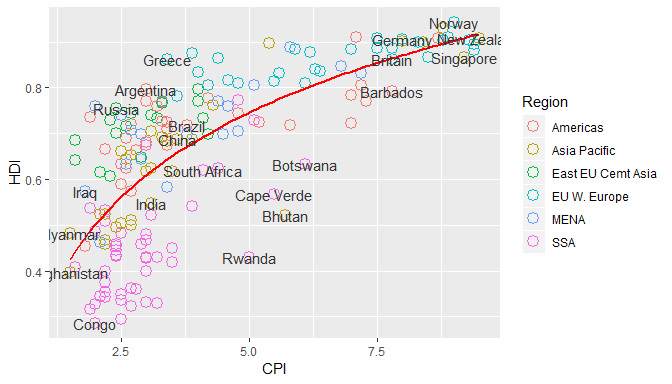 Norway
Germany
New Zeala
Britain
Singapore
Greece
Argentina
Barbados
Russia
Brazil
China
South Africa
Botswana
Iraq
India
Cape Verde
Bhutan
Iyanmar
Rwanda
ghanistan
Congo
0.8
0.6
0.4
HDI
2.5
5.0
7.5
CPI
Region
Americas
Asia Pacific
East EU Cemt Asia
EU W. Europe
MENA
SSA